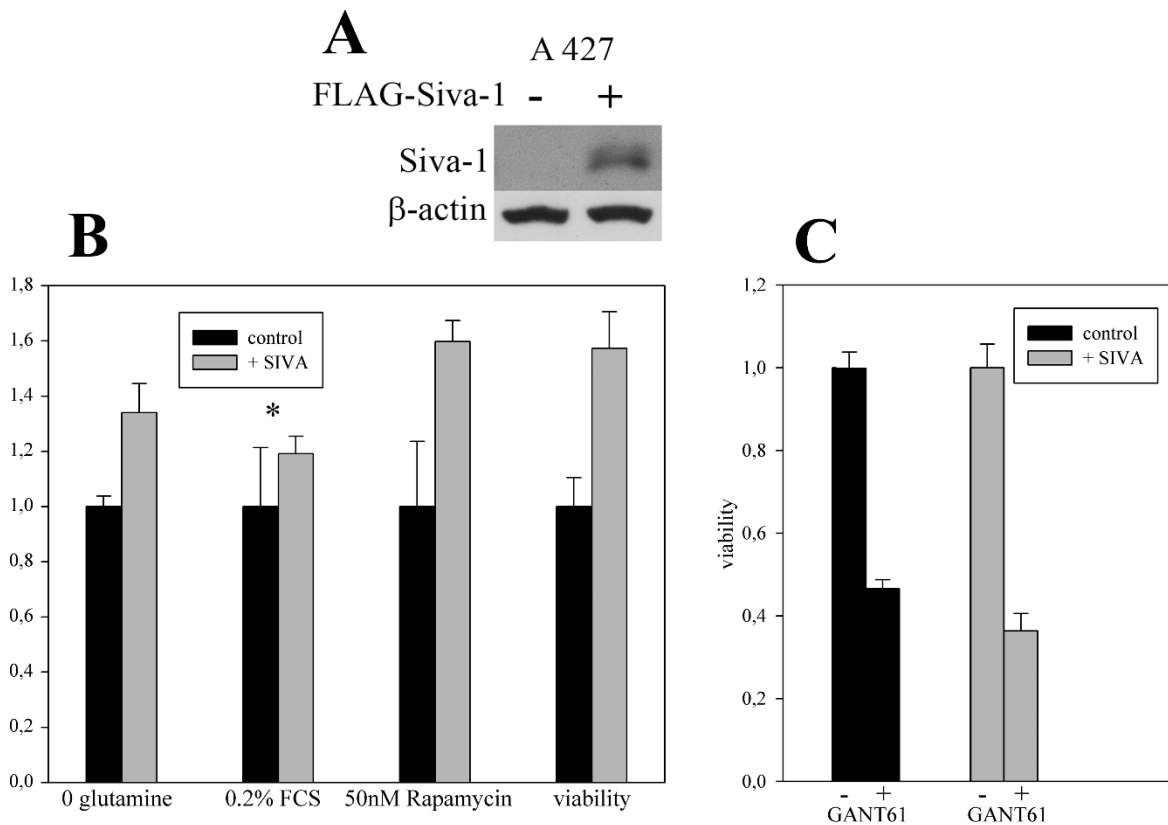 A
A 427
FLAG-Siva-1 - +
Siva-1
β-actin
B
1,8
1,6
1,4
1,2
1,0
0,8
0,6
0,4
0,2
0,0
control
+ SIVA
*
0 glutamine 0.2% FCS 50nM Rapamycin viability
C
1,2
1,0
0,8
0,6
0,4
0,2
0,0
viability
control
+ SIVA
- + - +
GANT61 GANT61